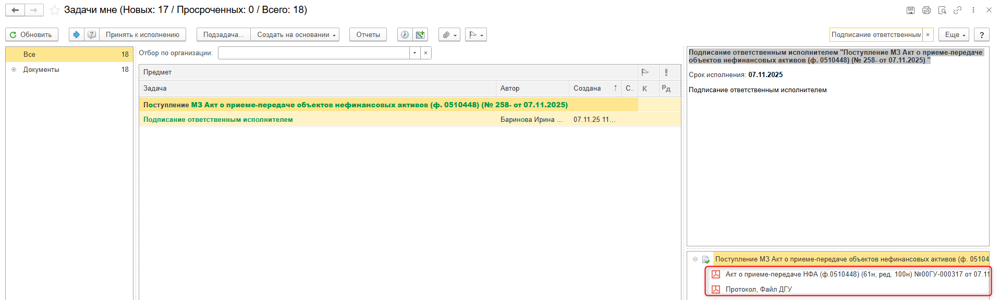 Задачи мне (Новых: 17 / Просроченных: 0 / Всего: 18)
Обновить
Принять к исполнению
Подзадача...
Создать на основании
Отчеты
Подписание ответственным
×
Еще
?
Все 18
Документы 18
Отбор по организации:
×
Предмет
Задача Автор Создана ↑ С.. К Рд
Поступление МЗ Акт о приеме-передаче объектов нефинансовых активов (ф. 0510448) (№ 258- от 07.11.2025)
Подписание ответственным исполнителем Баринова Ирина ... 07.11.25 11...
Подписание ответственным исполнителем "Поступление МЗ Акт о приеме-передаче
объектов нефинансовых активов (ф. 0510448) (№ 258- от 07.11.2025) "
Срок исполнения: 07.11.2025
Подписание ответственным исполнителем
Поступление МЗ Акт о приеме-передаче объектов нефинансовых активов (ф. 05104
Акт о приеме-передаче НФА (ф.0510448) (61н, ред. 100н) №00ГУ-000317 от 07.11
Протокол, Файл ДГУ